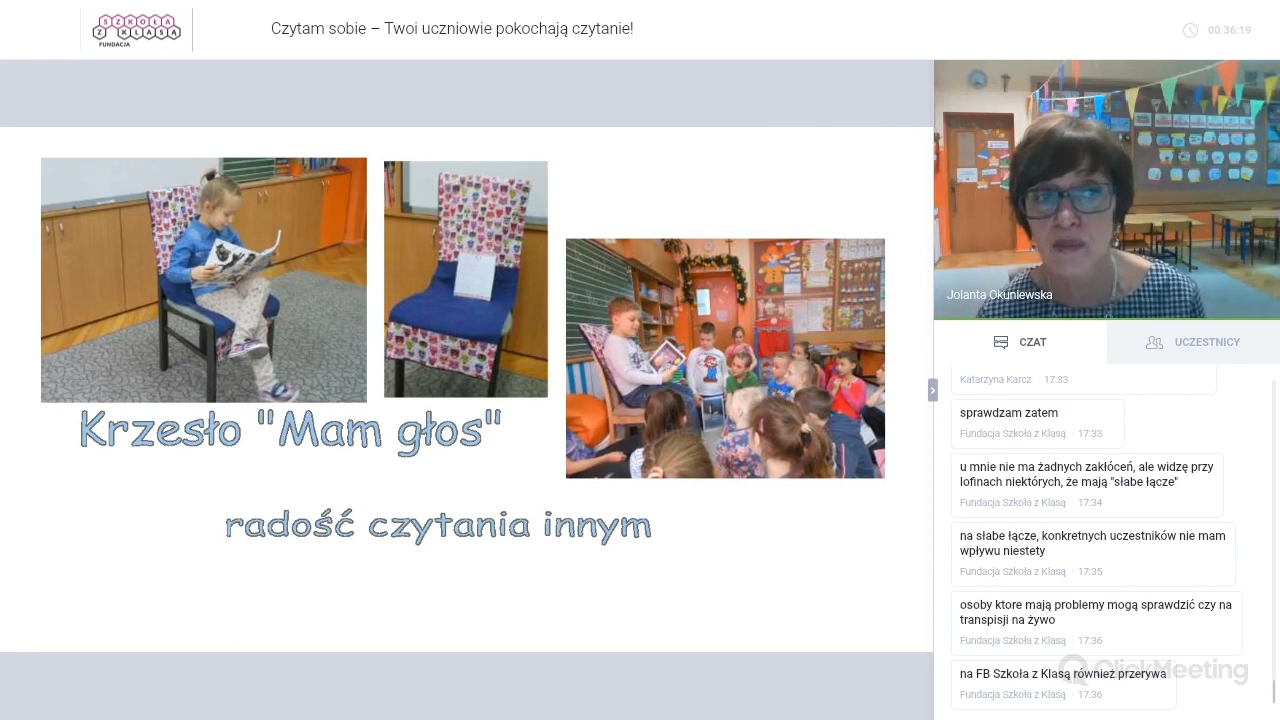 SZKOŁA
Z KLASĄ
FUNDACJA
Czytam sobie – Twoi uczniowie pokochają czytanie!
00:36:19
Krzesło "Mam głos"
radość czytania innym
Jolanta Okuniewska
CZAT
UCZESTNICY
Katarzyna Karcz 17:33
sprawdzam zatem
Fundacja Szkoła z Klasą 17:33
u mnie nie ma żadnych zakłóceń, ale widzę przy
lofinach niektórych, że mają "słabe łącze"
Fundacja Szkoła z Klasą 17:34
na słabe łącze, konkretnych uczestników nie mam
wpływu niestety
Fundacja Szkoła z Klasą 17:35
osoby ktore mają problemy mogą sprawdzić czy na
transpisji na żywo
Fundacja Szkoła z Klasą 17:36
na FB Szkoła z Klasą również przerywa
Fundacja Szkoła z Klasą 17:36
ClickMeeting